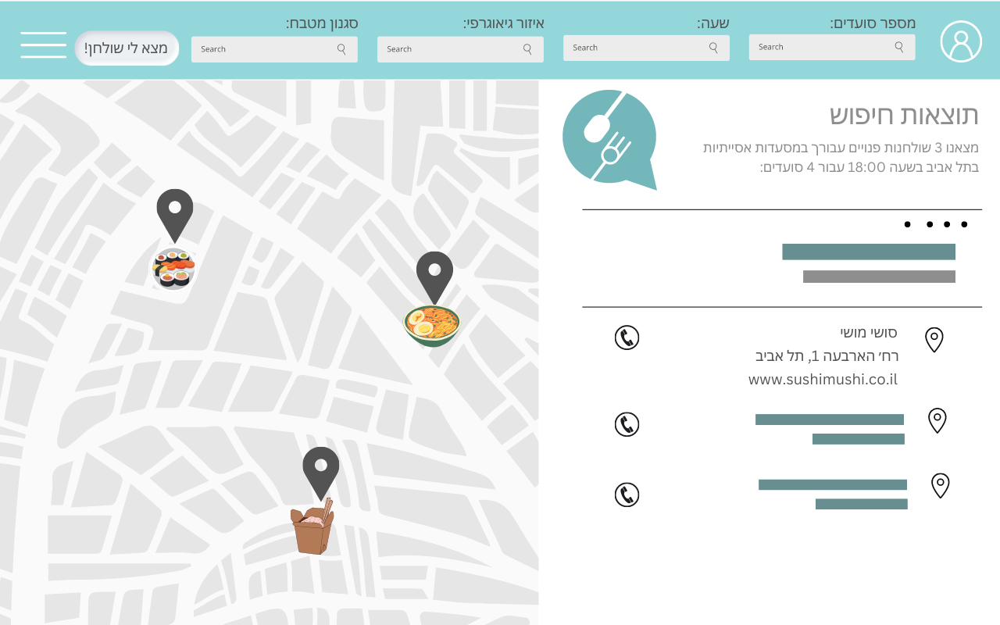 מספר סועדים:
Search
שעה:
Search
איזור גיאוגרפי:
Search
סגנון מטבח:
Search
מצא לי שולחן!
תוצאות חיפוש
מצאנו 3 שולחנות פנויים עבורך במסעדות אסייתיות
בתל אביב בשעה 18:00 עבור 4 סועדים:
סושי מושי
רח׳ הארבעה 1, תל אביב
www.sushimushi.co.il